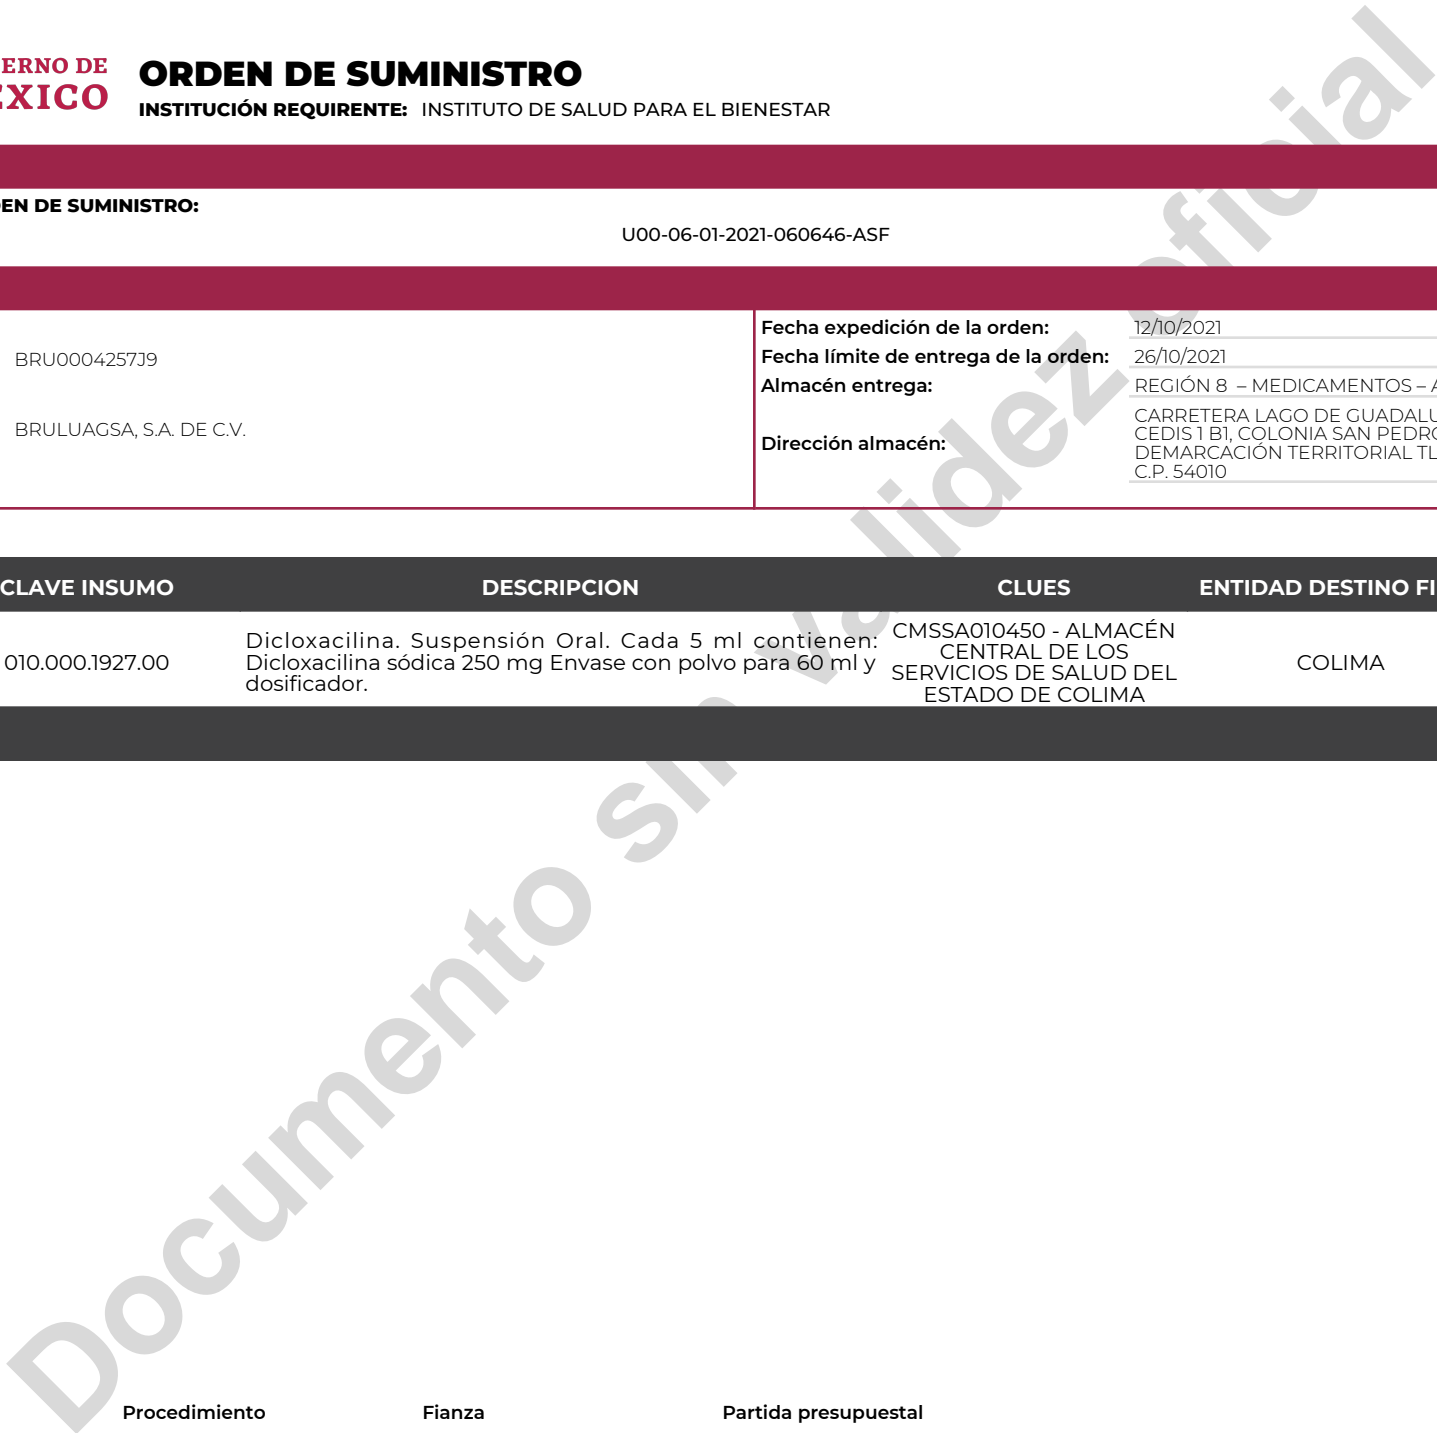 ERNO DE
EXICO
ORDEN DE SUMINISTRO
INSTITUCIÓN REQUIRENTE: INSTITUTO DE SALUD PARA EL BIENESTAR
EN DE SUMINISTRO:
U00-06-01-2021-060646-ASF
BRU0004257J9
BRULUAGSA, S.A. DE C.V.
Fecha expedición de la orden: 12/10/2021
Fecha límite de entrega de la orden: 26/10/2021
Almacén entrega: REGIÓN 8 – MEDICAMENTOS – A
Dirección almacén:
CARRETERA LAGO DE GUADALU
CEDIS 1 B1, COLONIA SAN PEDRO
DEMARCACIÓN TERRITORIAL TL
C.P. 54010
CLAVE INSUMO DESCRIPCION CLUES ENTIDAD DESTINO FI
010.000.1927.00
Dicloxacilina. Suspensión Oral. Cada 5 ml contienen:
Dicloxacilina sódica 250 mg Envase con polvo para 60 ml y
dosificador.
CMSSA010450 - ALMACÉN
CENTRAL DE LOS
SERVICIOS DE SALUD DEL
ESTADO DE COLIMA
COLIMA
Documento sin validez oficial
Procedimiento Fianza Partida presupuestal